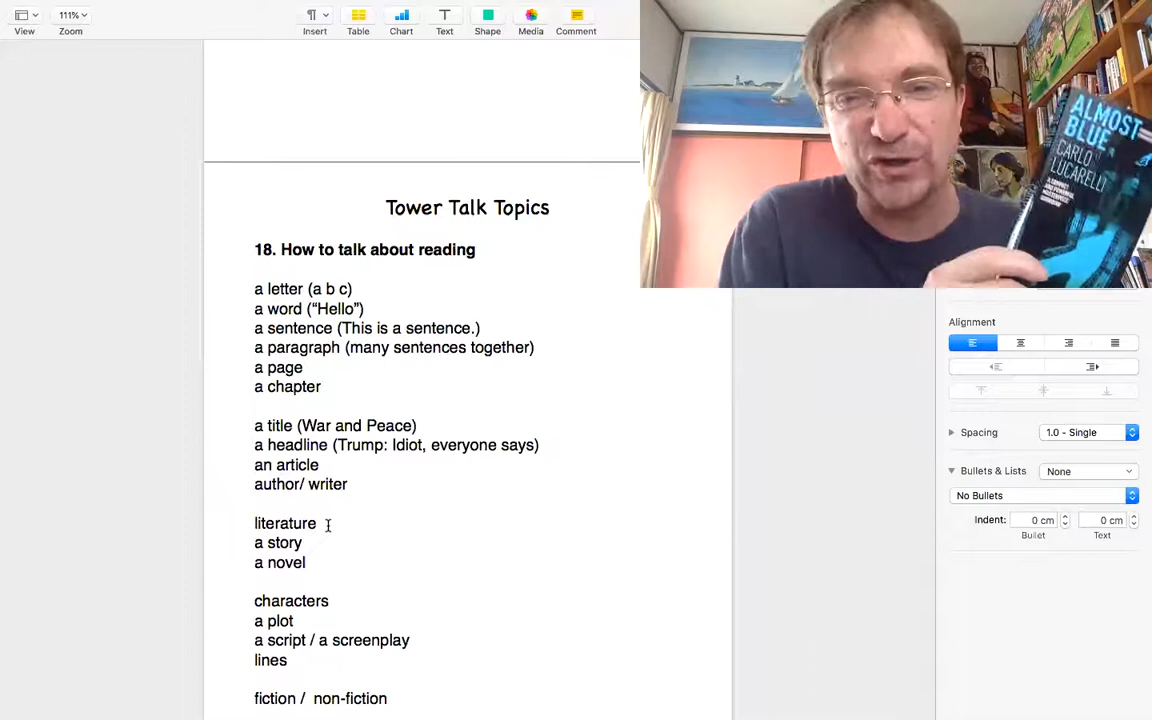 View
111%
Zoom
Insert
Table
Chart
Text
Shape
Media
Comment
Tower Talk Topics
18. How to talk about reading
a letter (a b c)
a word (“Hello”)
a sentence (This is a sentence.)
a paragraph (many sentences together)
a page
a chapter
a title (War and Peace)
a headline (Trump: Idiot, everyone says)
an article
author/ writer
literature
a story
a novel
characters
a plot
a script / a screenplay
lines
fiction / non-fiction
ALMOST
BLUE
CARLO
LUCARELLI
Alignment
Spacing
1.0 - Single
Bullets & Lists
None
No Bullets
Indent:
0 cm
0 cm
Bullet
Text